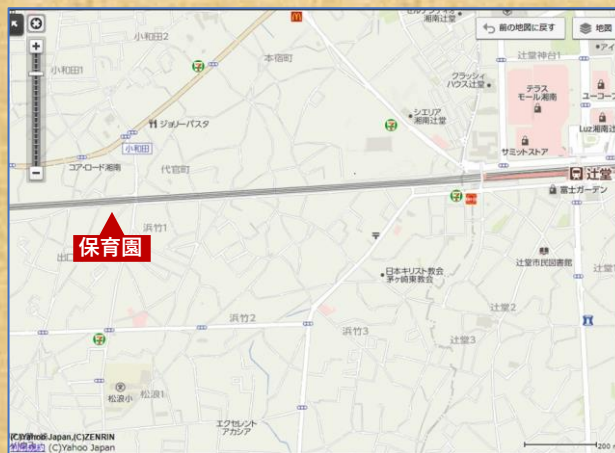 小和田2
本宿町
湘南辻堂
前の地図に戻す
地図
小和田1
辻堂神台1
クラッシィ
ハウス辻堂
テラス
モール湘南
ユーコープ
ジョリーパスタ
シエリア
湘南辻堂
Luz湘南辻
小和田
サミットストア
コア・ロード湘南
代官町
辻堂
富士ガーデン
浜竹1
保育園
出口
日本キリスト教会
茅ヶ崎東教会
辻堂市民図書館
辻堂2
浜竹2
浜竹3
辻堂3
松浪小
松浪1
エクセレント
アカシア
(C)Yahoo Japan,(C)ZENRIN
(C)Yahoo Japan
200 m